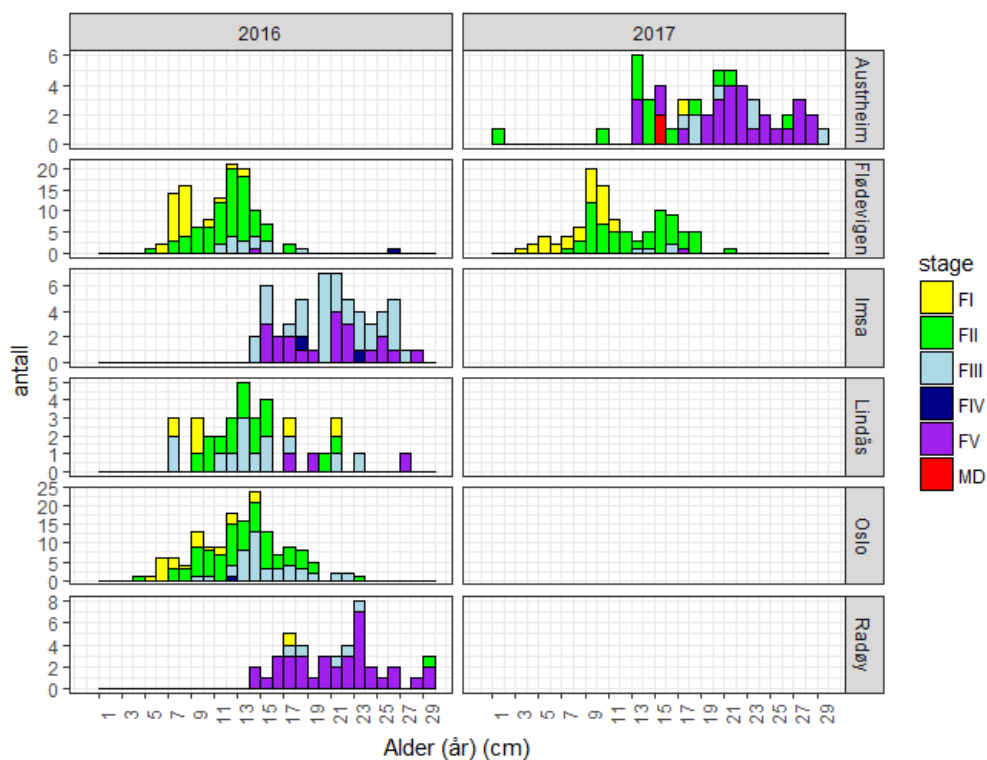 2016
2017
6
4
2
0
Austrheim
20
15
10
5
0
Flødevigen
6
4
2
0
Imsa
5
4
3
2
1
0
Lindås
25
20
15
10
5
0
Oslo
8
6
4
2
0
Radøy
antall
1 3 5 7 9 11 13 15 17 19 21 23 25 27 29
1 3 5 7 9 11 13 15 17 19 21 23 25 27 29
Alder (år) (cm)
stage
FI
FII
FIII
FIV
FV
MD